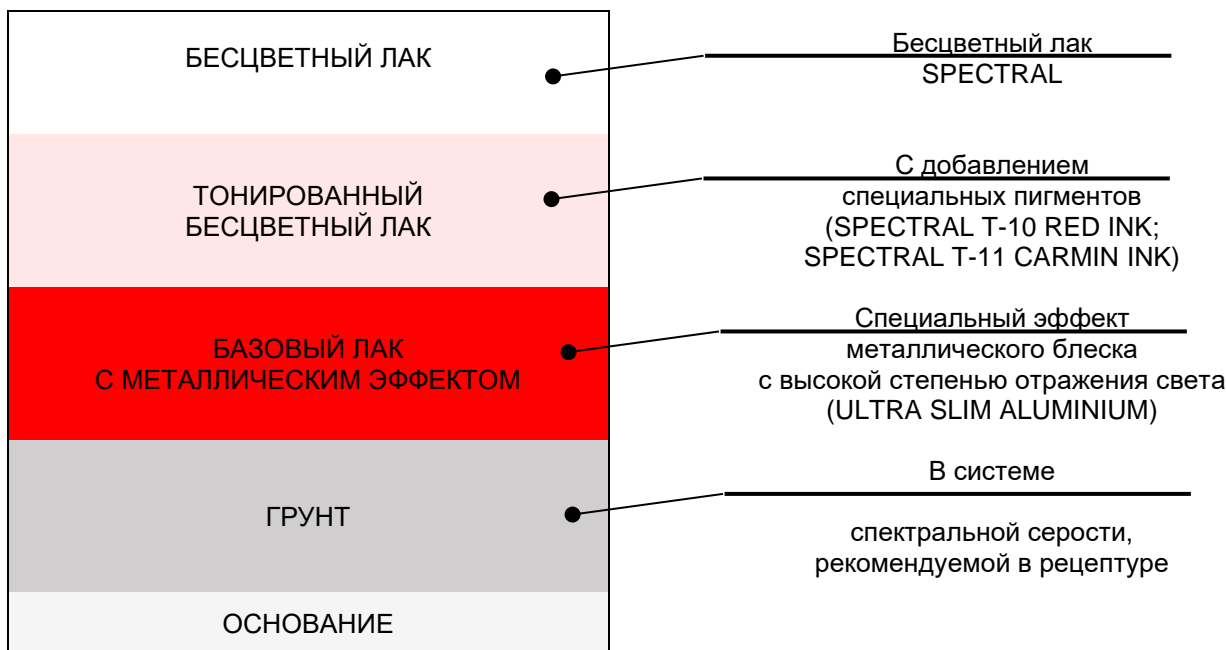 БЕСЦВЕТНЫЙ ЛАК
Бесцветный лак
SPECTRAL
ТОНИРОВАННЫЙ
БЕСЦВЕТНЫЙ ЛАК
С добавлением
специальных пигментов
(SPECTRAL T-10 RED INK;
SPECTRAL T-11 CARMIN INK)
БАЗОВЫЙ ЛАК
С МЕТАЛЛИЧЕСКИМ ЭФФЕКТОМ
Специальный эффект
металлического блеска
с высокой степенью отражения света
(ULTRA SLIM ALUMINIUM)
ГРУНТ
В системе
спектральной серости,
рекомендуемой в рецептуре
ОСНОВАНИЕ